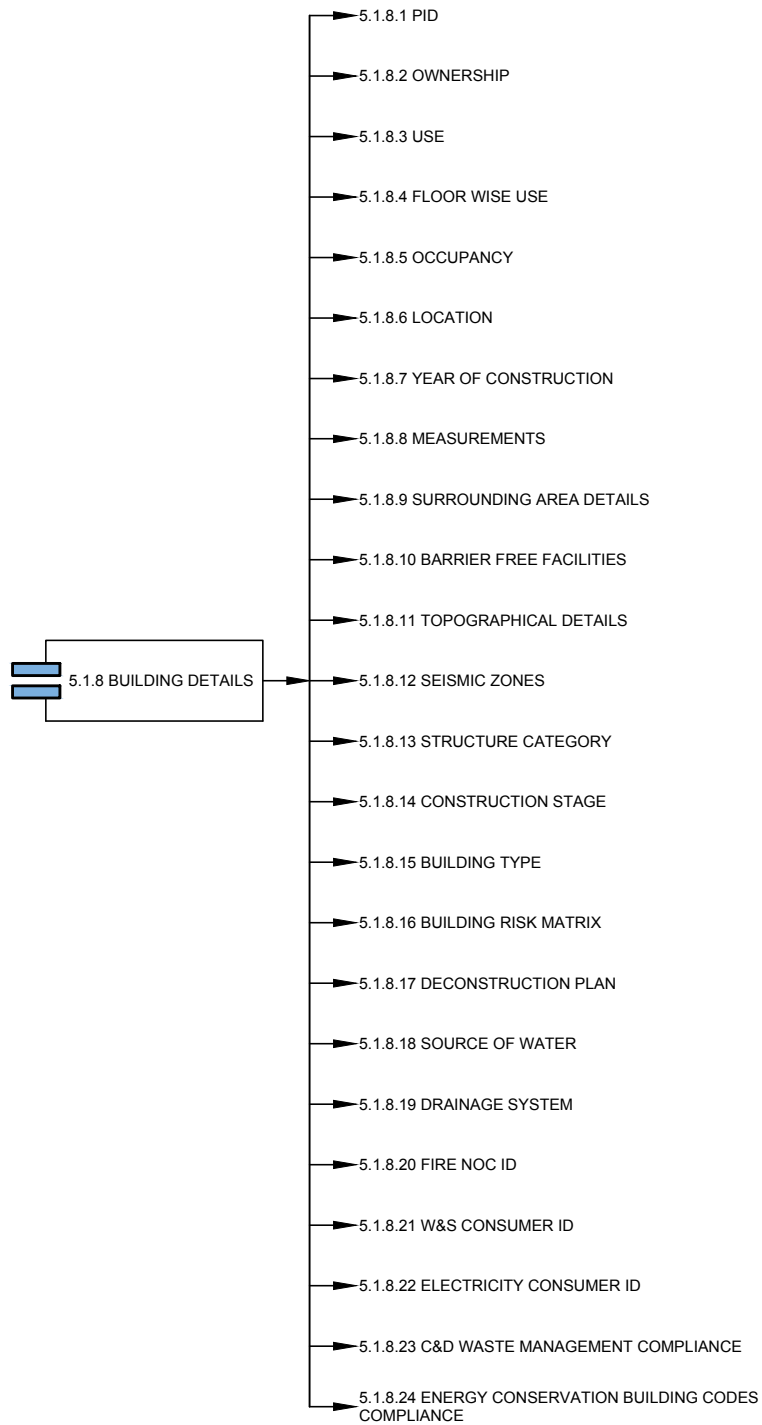 5.1.8.1 PID
5.1.8.2 OWNERSHIP
5.1.8.3 USE
5.1.8.4 FLOOR WISE USE
5.1.8.5 OCCUPANCY
5.1.8.6 LOCATION
5.1.8.7 YEAR OF CONSTRUCTION
5.1.8.8 MEASUREMENTS
5.1.8.9 SURROUNDING AREA DETAILS
5.1.8.10 BARRIER FREE FACILITIES
5.1.8.11 TOPOGRAPHICAL DETAILS
5.1.8 BUILDING DETAILS
5.1.8.12 SEISMIC ZONES
5.1.8.13 STRUCTURE CATEGORY
5.1.8.14 CONSTRUCTION STAGE
5.1.8.15 BUILDING TYPE
5.1.8.16 BUILDING RISK MATRIX
5.1.8.17 DECONSTRUCTION PLAN
5.1.8.18 SOURCE OF WATER
5.1.8.19 DRAINAGE SYSTEM
5.1.8.20 FIRE NOC ID
5.1.8.21 W&S CONSUMER ID
5.1.8.22 ELECTRICITY CONSUMER ID
5.1.8.23 C&D WASTE MANAGEMENT COMPLIANCE
5.1.8.24 ENERGY CONSERVATION BUILDING CODES
COMPLIANCE